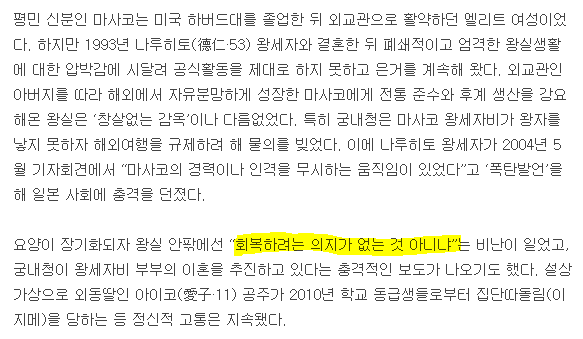 평민 신분인 마사코는 미국 하버드대를 졸업한 뒤 외교관으로 활약하던 엘리트 여성이었
다. 하지만 1993년 나루히토(德仁·53) 왕세자와 결혼한 뒤 폐쇄적이고 엄격한 왕실생활
에 대한 압박감에 시달려 공식활동을 제대로 하지 못하고 은거를 계속해 왔다. 외교관인
아버지를 따라 해외에서 자유분방하게 성장한 마사코에게 전통 준수와 후계 생산을 강요
해온 왕실은 ‘창살없는 감옥’이나 다름없었다. 특히 궁내청은 마사코 왕세자비가 왕자를
낳지 못하자 해외여행을 규제하려 해 물의를 빚었다. 이에 나루히토 왕세자가 2004년 5
월 기자회견에서 “마사코의 경력이나 인격을 무시하는 움직임이 있었다”고 ‘폭탄발언’을
해 일본 사회에 충격을 던졌다.
요양이 장기화되자 왕실 안팎에선 “회복하려는 의지가 없는 것 아니냐”는 비난이 일었고,
궁내청이 왕세자비 부부의 이혼을 추진하고 있다는 충격적인 보도가 나오기도 했다. 설상
가상으로 외동딸인 아이코(愛子·11) 공주가 2010년 학교 동급생들로부터 집단따돌림(이
지메)을 당하는 등 정신적 고통은 지속됐다.